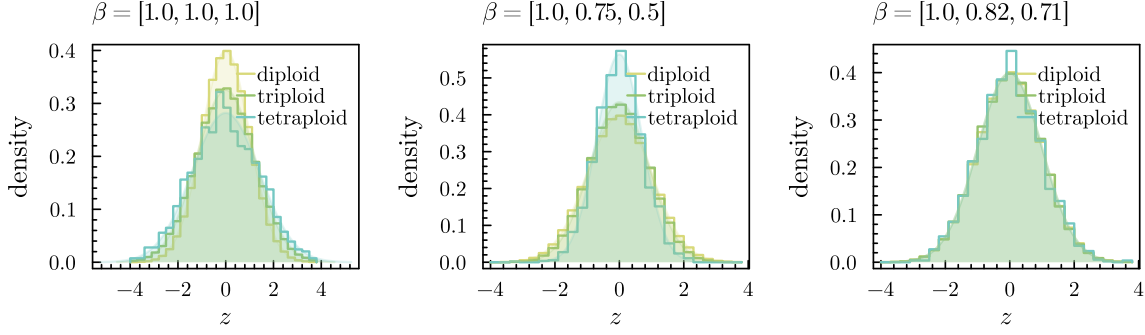 β = [1.0, 1.0, 1.0]
density
0.4
0.3
0.2
0.1
0.0
diploid
triploid
tetraploid
−4 −2 0 2 4
z
β = [1.0, 0.75, 0.5]
density
0.5
0.4
0.3
0.2
0.1
0.0
diploid
triploid
tetraploid
−4 −2 0 2 4
z
β = [1.0, 0.82, 0.71]
density
0.4
0.3
0.2
0.1
0.0
diploid
triploid
tetraploid
−4 −2 0 2 4
z